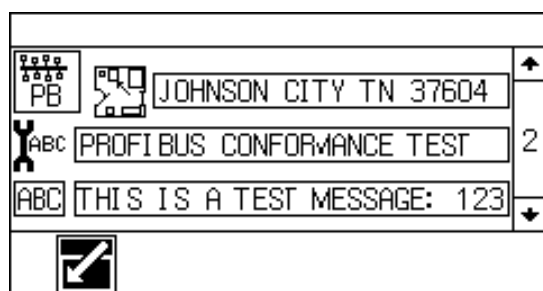 PB
JOHNSON CITY TN 37604
ABC PROFIBUS CONFORMANCE TEST
2
ABC THIS IS A TEST MESSAGE: 123